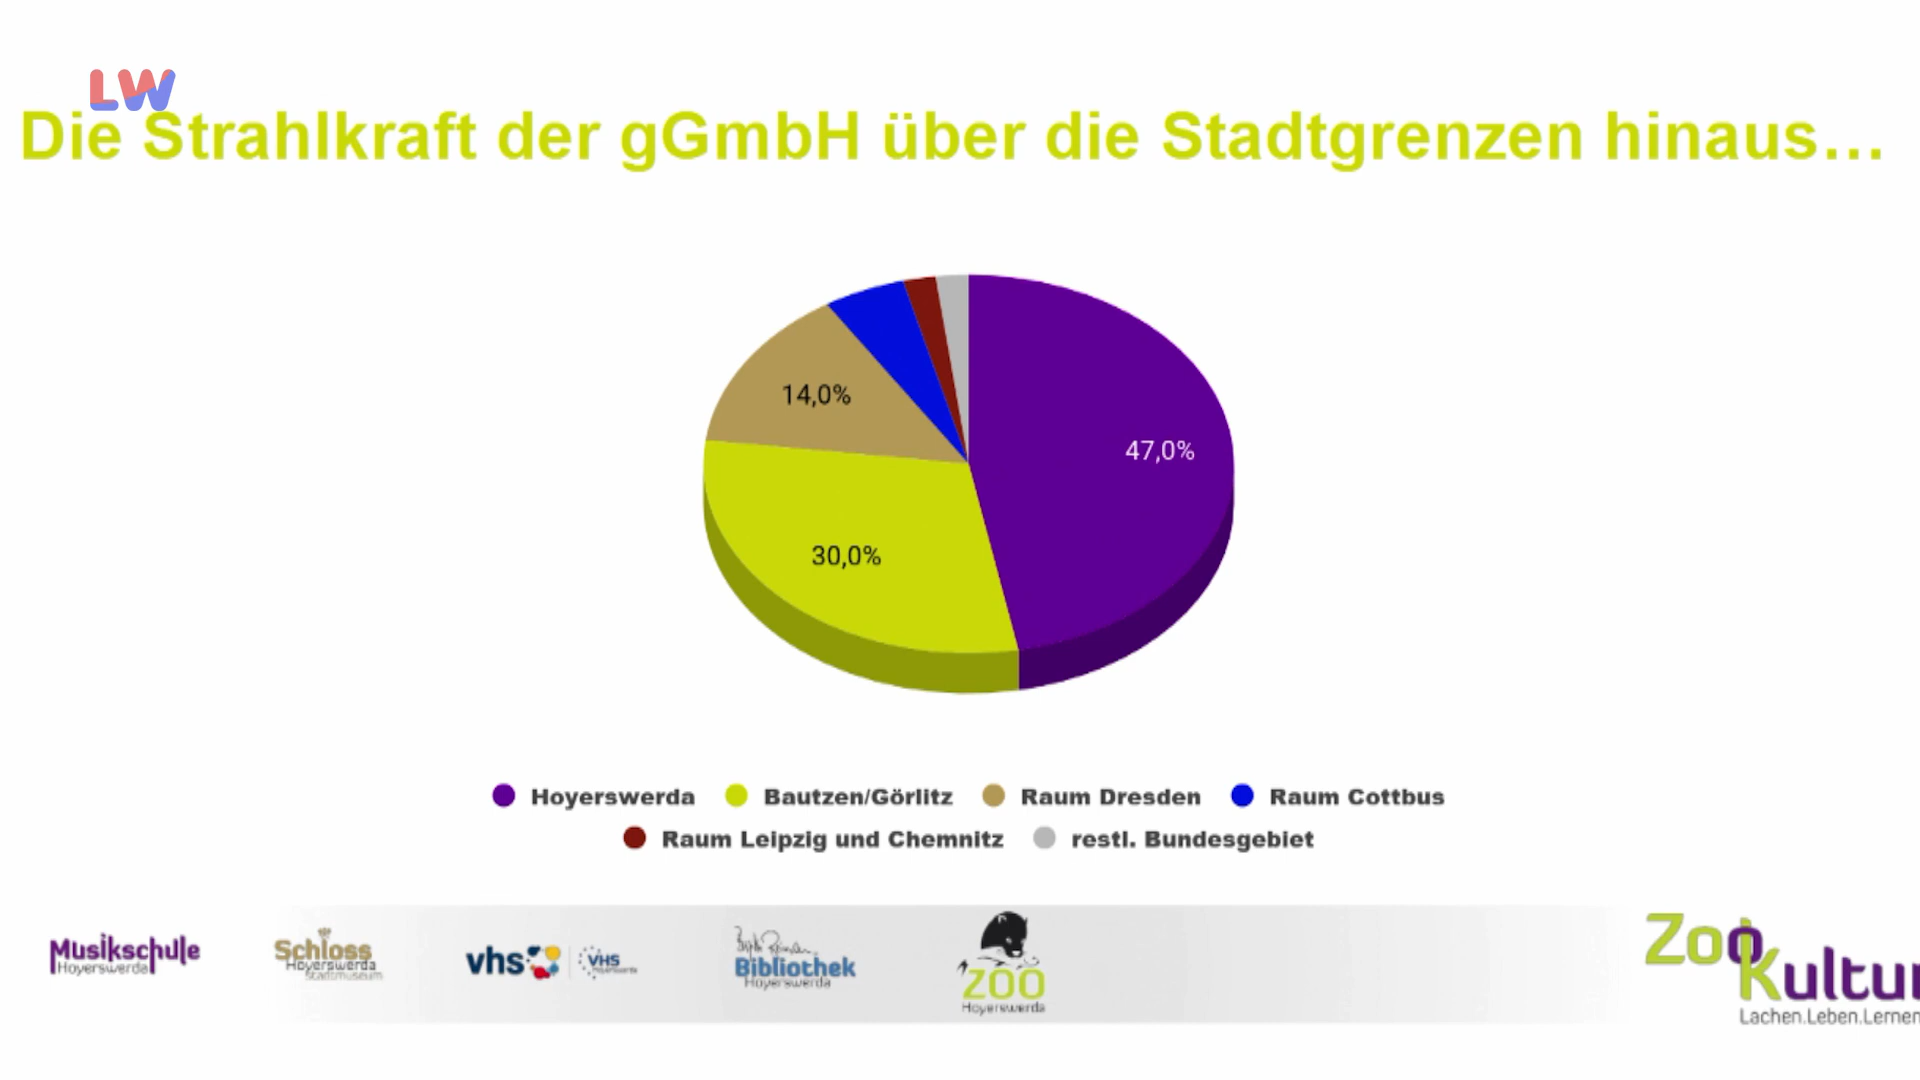 LW
Die Strahlkraft der gGmbH über die Stadtgrenzen hinaus...
14,0%
47,0%
30,0%
Hoyerswerda Bautzen/Görlitz Raum Dresden Raum Cottbus
Raum Leipzig und Chemnitz restl. Bundesgebiet
Musikschule
Hoyerswerda
Schloss
Hoyerswerda
Stadtmuseum
vhs
VHS
Hoyerswerda
Bibliothek
Hoyerswerda
ZOO
Hoyerswerda
Zoo
Kultur
Lachen.Leben.Lernen